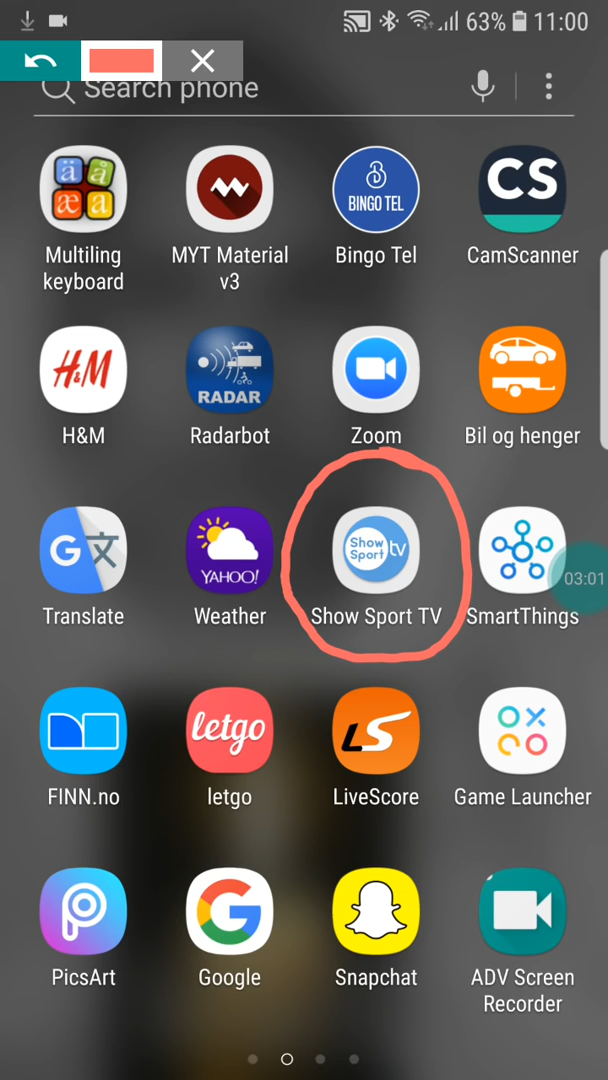 63% 11:00
Search phone
ä å æ a
BINGO TEL
CS
Multiling keyboard
MYT Material v3
Bingo Tel
CamScanner
H&M
RADAR
H&M
Radarbot
Zoom
Bil og henger
G 文
YAHOO!
Show Sport tv
03:01
Translate
Weather
Show Sport TV
SmartThings
letgo
LS
FINN.no
letgo
LiveScore
Game Launcher
P
G
PicsArt
Google
Snapchat
ADV Screen Recorder